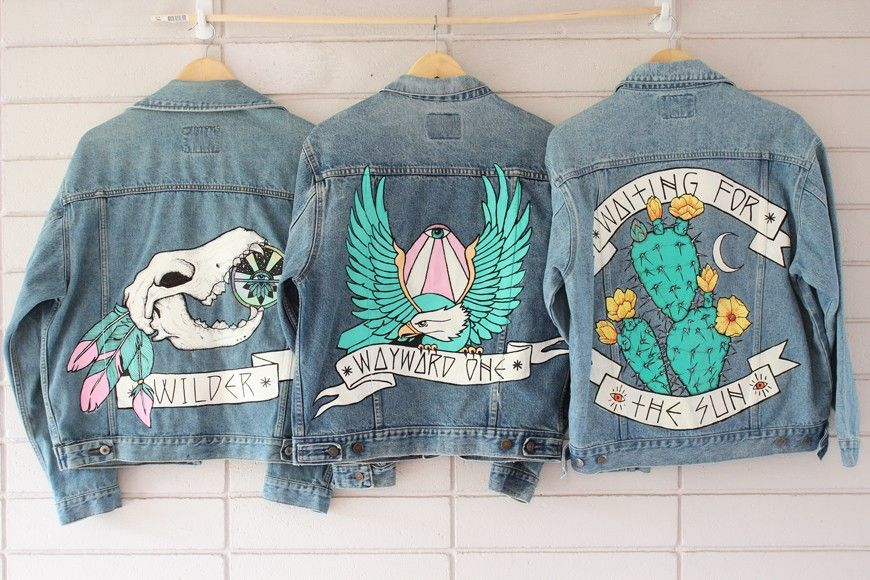 WILDER
WAYWARD ONE
WAITING FOR
THE SUN